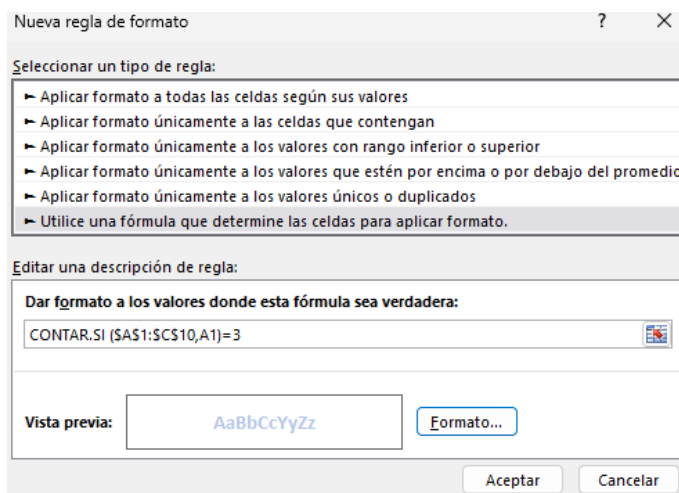 Nueva regla de formato ? X
Seleccionar un tipo de regla:
► Aplicar formato a todas las celdas según sus valores
► Aplicar formato únicamente a las celdas que contengan
► Aplicar formato únicamente a los valores con rango inferior o superior
► Aplicar formato únicamente a los valores que estén por encima o por debajo del promedio
► Aplicar formato únicamente a los valores únicos o duplicados
► Utilice una fórmula que determine las celdas para aplicar formato.
Editar una descripción de regla:
Dar formato a los valores donde esta fórmula sea verdadera:
CONTAR.SI ($A$1:$C$10,A1)=3
Vista previa: AaBbCcYyZz Formato...
Aceptar Cancelar